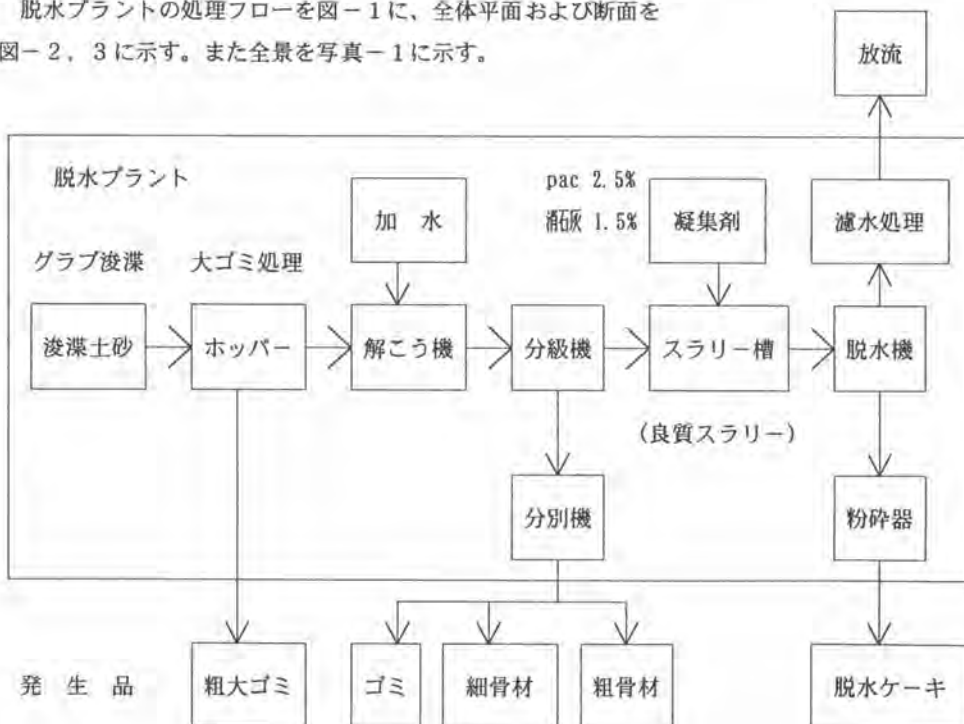 脱水プラントの処理フローを図－1に、全体平面および断面を
図－2，3に示す。また全景を写真－1に示す。
放流
脱水プラント
加 水
pac 2.5%
消石灰 1.5%
凝集剤
濾水処理
グラブ浚渫
大ゴミ処理
浚渫土砂
ホッパー
解こう機
分級機
スラリー槽
脱水機
(良質スラリー)
分別機
粉砕器
発 生 品
粗大ゴミ
ゴミ
細骨材
粗骨材
脱水ケーキ